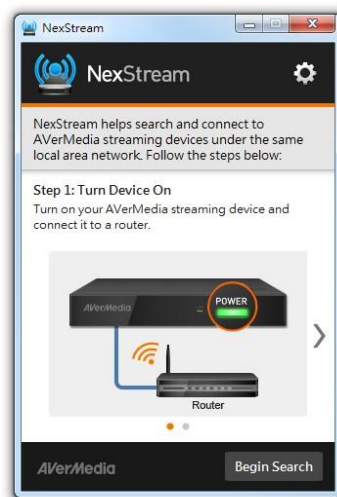 NexStream
NexStream
NexStream helps search and connect to
AVerMedia streaming devices under the same
local area network. Follow the steps below:
Step 1: Turn Device On
Turn on your AVerMedia streaming device and
connect it to a router.
POWER
AVerMedia
Router
AVerMedia
Begin Search